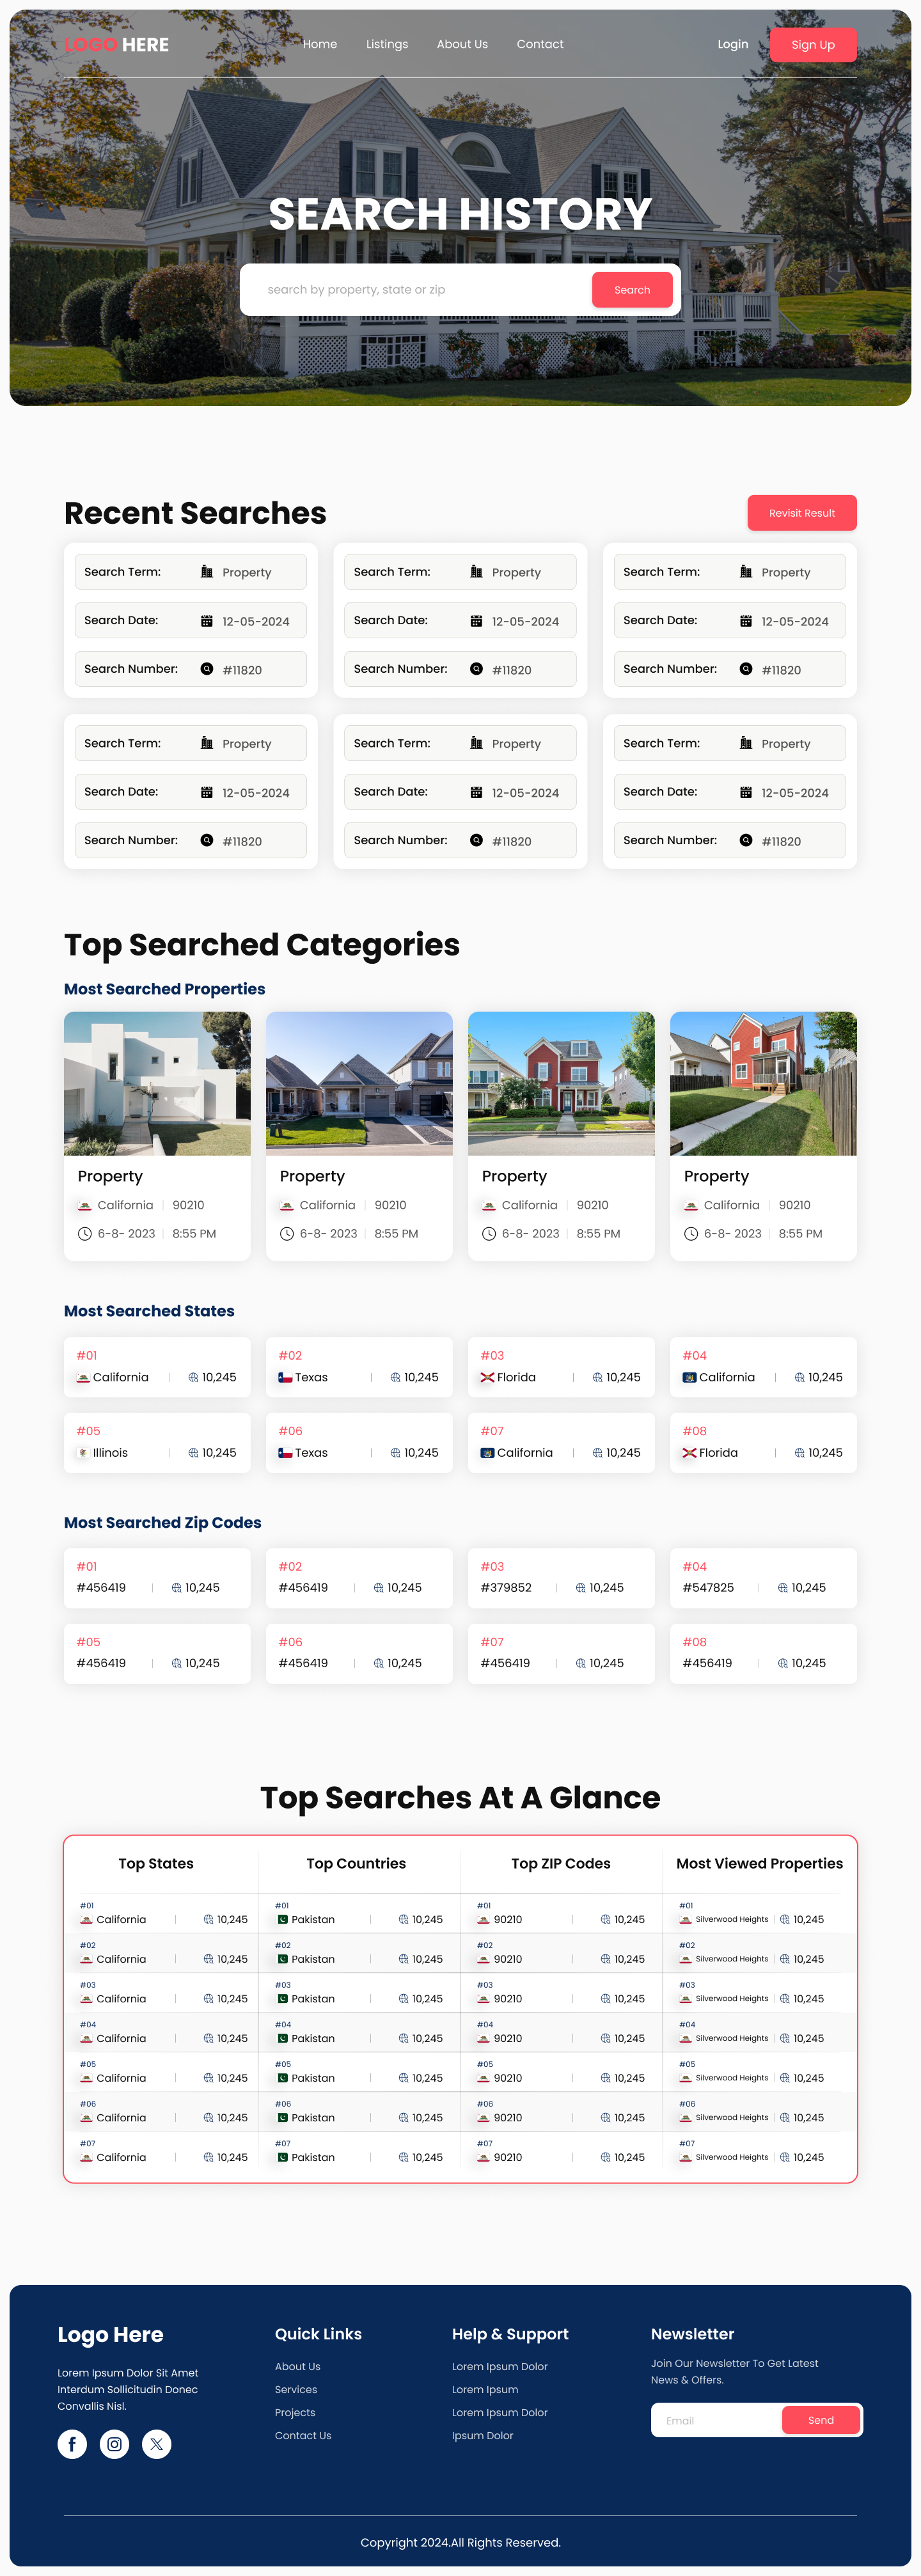 LOGO HERE
Home Listings About Us Contact
Login Sign Up
SEARCH HISTORY
search by property, state or zip Search
Recent Searches Revisit Result
Search Term: Property Search Term: Property Search Term: Property
Search Date: 12-05-2024 Search Date: 12-05-2024 Search Date: 12-05-2024
Search Number: #11820 Search Number: #11820 Search Number: #11820
Search Term: Property Search Term: Property Search Term: Property
Search Date: 12-05-2024 Search Date: 12-05-2024 Search Date: 12-05-2024
Search Number: #11820 Search Number: #11820 Search Number: #11820
Top Searched Categories
Most Searched Properties
Property Property Property Property
California 90210 California 90210 California 90210 California 90210
6-8- 2023 8:55 PM 6-8- 2023 8:55 PM 6-8- 2023 8:55 PM 6-8- 2023 8:55 PM
Most Searched States
#01 #02 #03 #04
California 10,245 Texas 10,245 Florida 10,245 California 10,245
#05 #06 #07 #08
Illinois 10,245 Texas 10,245 California 10,245 Florida 10,245
Most Searched Zip Codes
#01 #02 #03 #04
#456419 10,245 #456419 10,245 #379852 10,245 #547825 10,245
#05 #06 #07 #08
#456419 10,245 #456419 10,245 #456419 10,245 #456419 10,245
Top Searches At A Glance
Top States Top Countries Top ZIP Codes Most Viewed Properties
#01 #01 #01 #01
California 10,245 Pakistan 10,245 90210 10,245 Silverwood Heights 10,245
#02 #02 #02 #02
California 10,245 Pakistan 10,245 90210 10,245 Silverwood Heights 10,245
#03 #03 #03 #03
California 10,245 Pakistan 10,245 90210 10,245 Silverwood Heights 10,245
#04 #04 #04 #04
California 10,245 Pakistan 10,245 90210 10,245 Silverwood Heights 10,245
#05 #05 #05 #05
California 10,245 Pakistan 10,245 90210 10,245 Silverwood Heights 10,245
#06 #06 #06 #06
California 10,245 Pakistan 10,245 90210 10,245 Silverwood Heights 10,245
#07 #07 #07 #07
California 10,245 Pakistan 10,245 90210 10,245 Silverwood Heights 10,245
Logo Here
Lorem Ipsum Dolor Sit Amet
Interdum Sollicitudin Donec
Convallis Nisl.
Quick Links
About Us
Services
Projects
Contact Us
Help & Support
Lorem Ipsum Dolor
Lorem Ipsum
Lorem Ipsum Dolor
Ipsum Dolor
Newsletter
Join Our Newsletter To Get Latest
News & Offers.
Email Send
Copyright 2024.All Rights Reserved.